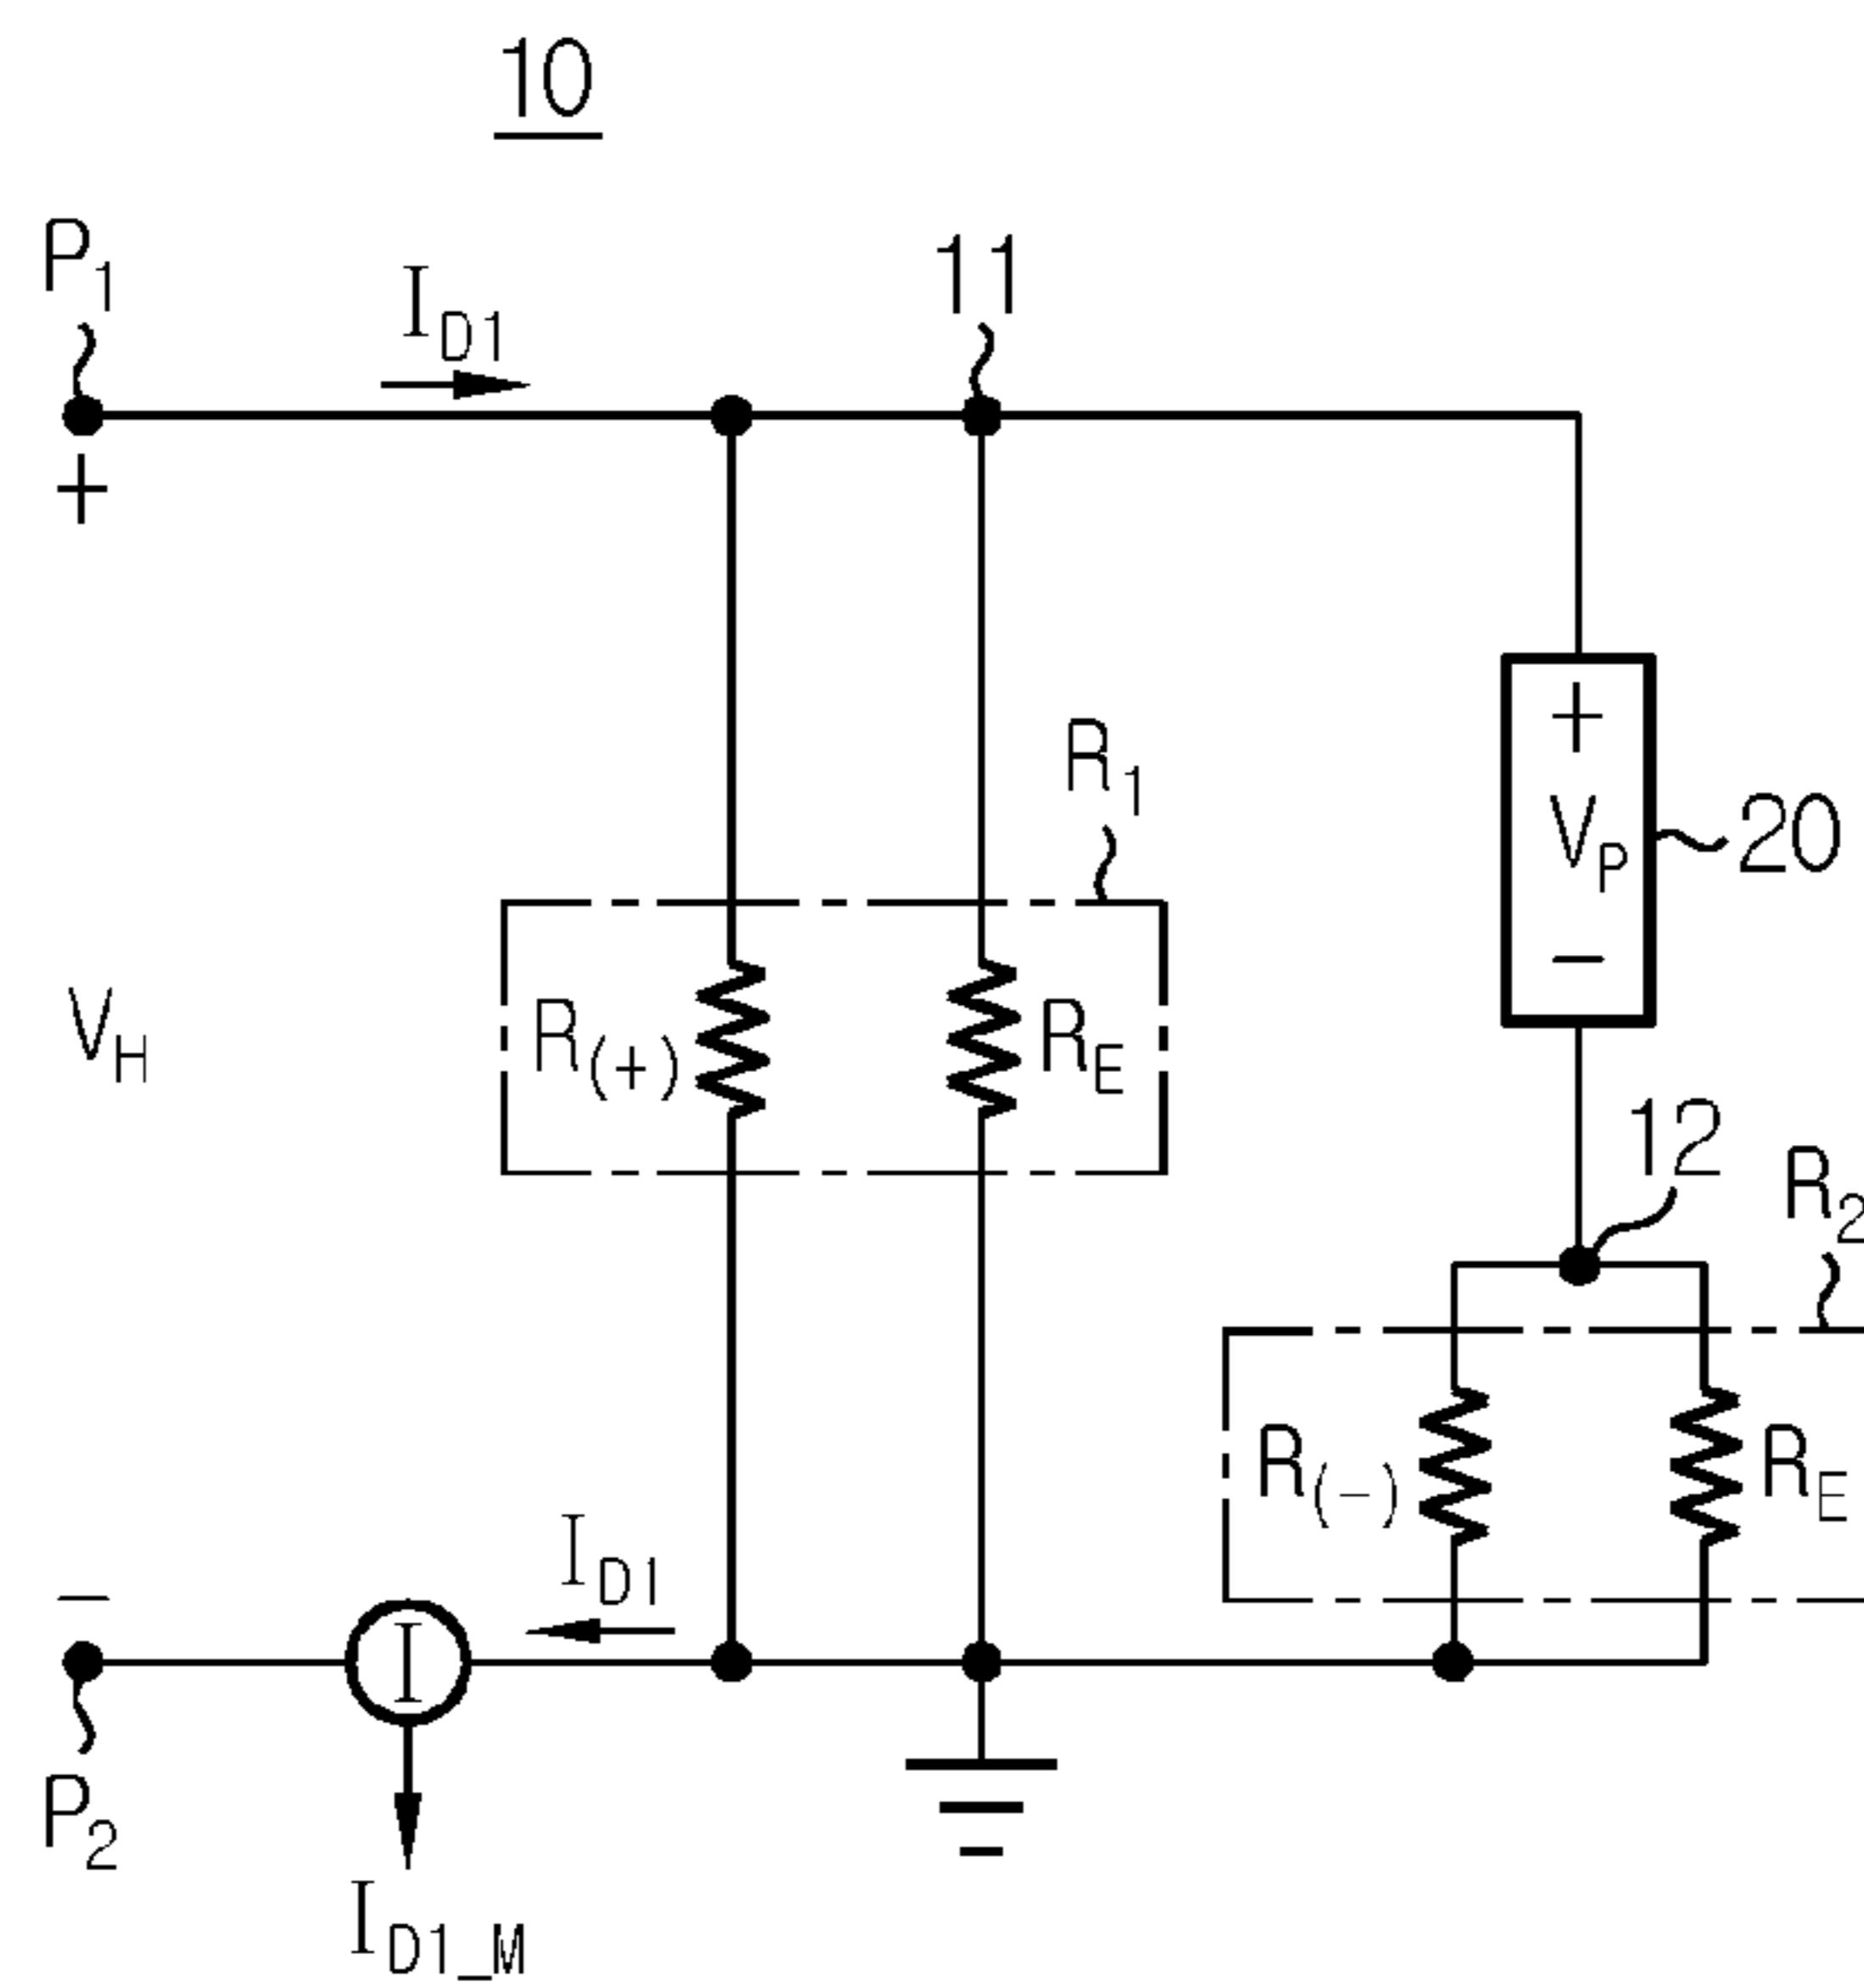 10
P1
ID1
11
+
R1
+
VP
20
−
VH
R(+)
RE
12
R2
R(−)
RE
ID1
−
I
P2
ID1_M